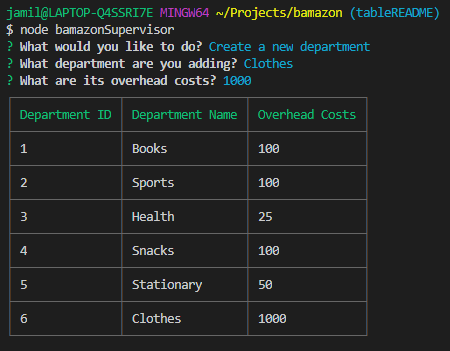 jamil@LAPTOP-Q4SSRI7E MINGW64 ~/Projects/bamazon (tableREADME)
$ node bamazonSupervisor
? What would you like to do? Create a new department
? What department are you adding? Clothes
? What are its overhead costs? 1000
Department ID Department Name Overhead Costs
1 Books 100
2 Sports 100
3 Health 25
4 Snacks 100
5 Stationary 50
6 Clothes 1000